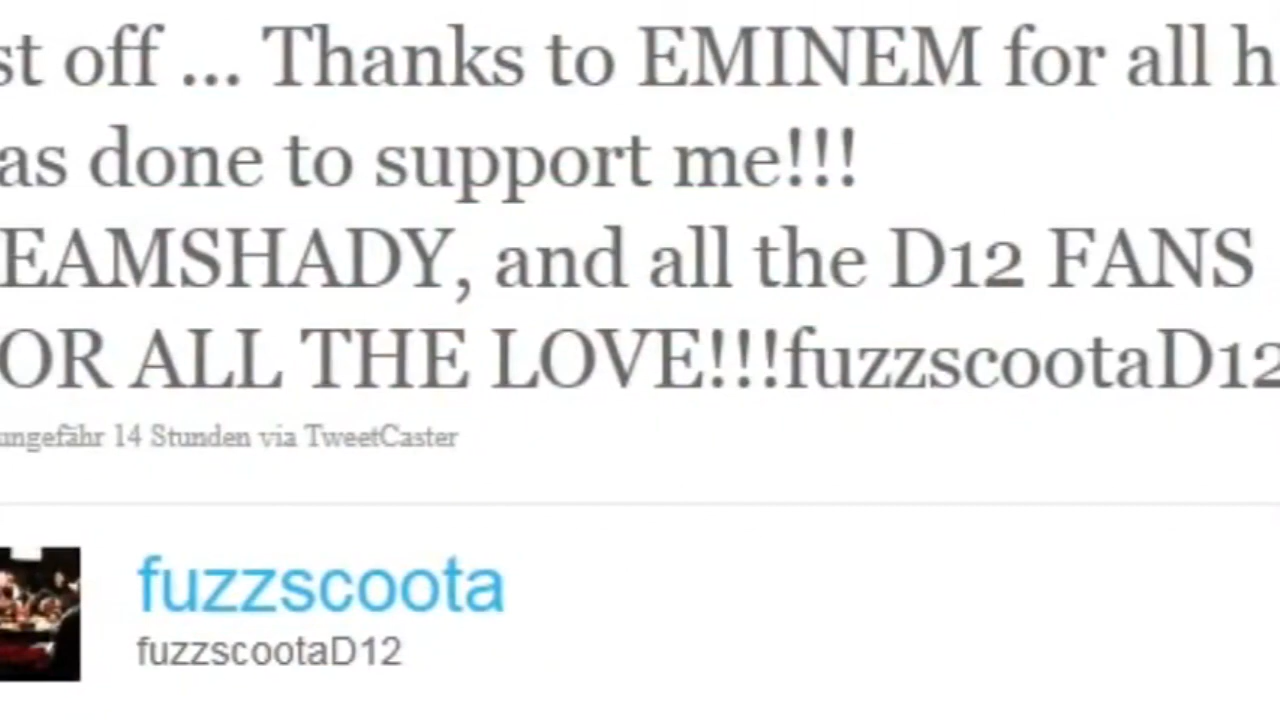 st off ... Thanks to EMINEM for all h
as done to support me!!!
EAMSHADY, and all the D12 FANS
OR ALL THE LOVE!!!fuzzscootaD12
ungefähr 14 Stunden via TweetCaster
fuzzscoota
fuzzscootaD12